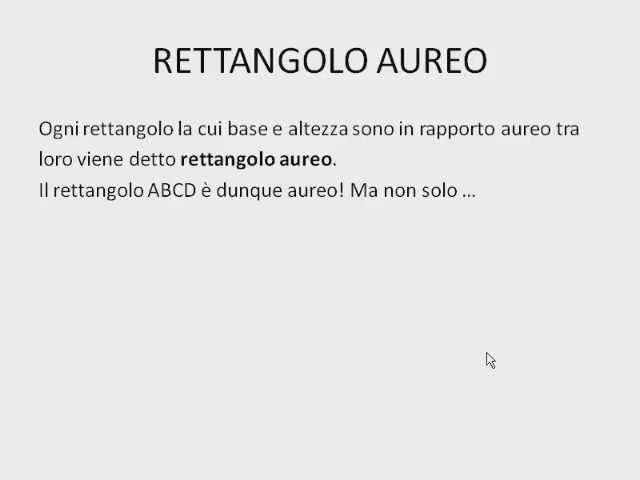 RETTANGOLO AUREO
Ogni rettangolo la cui base e altezza sono in rapporto aureo tra
loro viene detto rettangolo aureo.
Il rettangolo ABCD è dunque aureo! Ma non solo ...